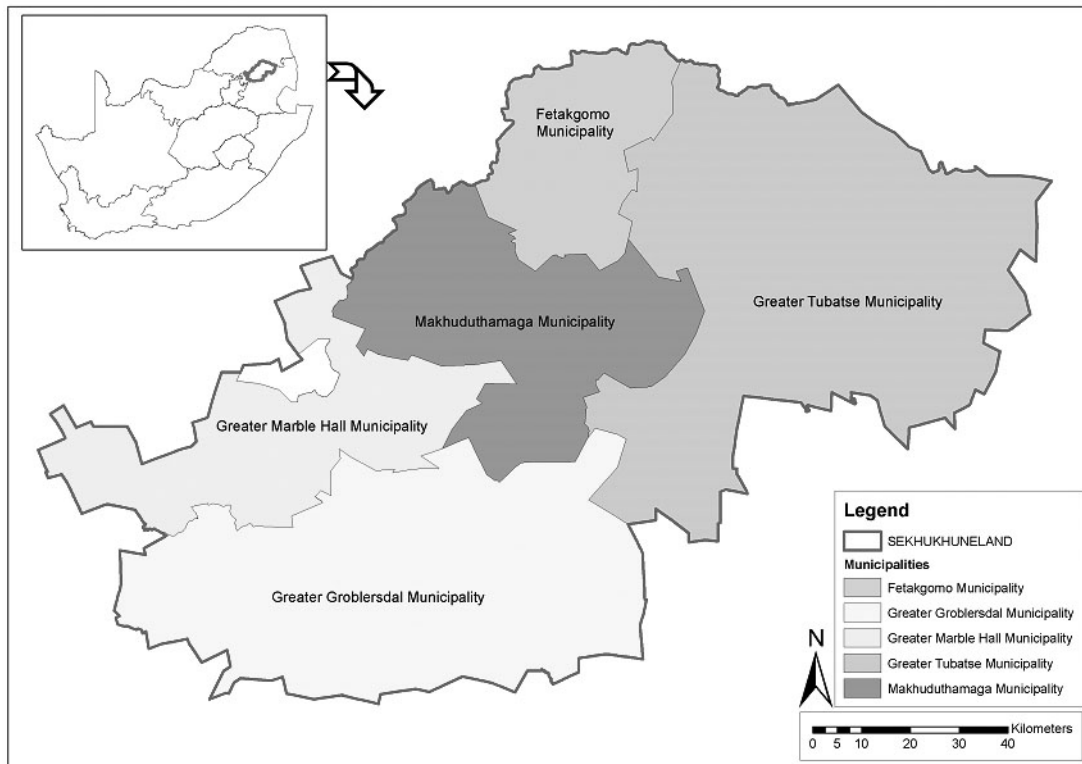 Fetakgomo
Municipality
Greater Tubatse Municipality
Makhuduthamaga Municipality
Greater Marble Hall Municipality
Greater Groblersdal Municipality
Legend
SEKHUKHUNELAND
Municipalities
Fetakgomo Municipality
Greater Groblersdal Municipality
Greater Marble Hall Municipality
Greater Tubatse Municipality
Makhuduthamaga Municipality
N
Kilometers
0 5 10 20 30 40